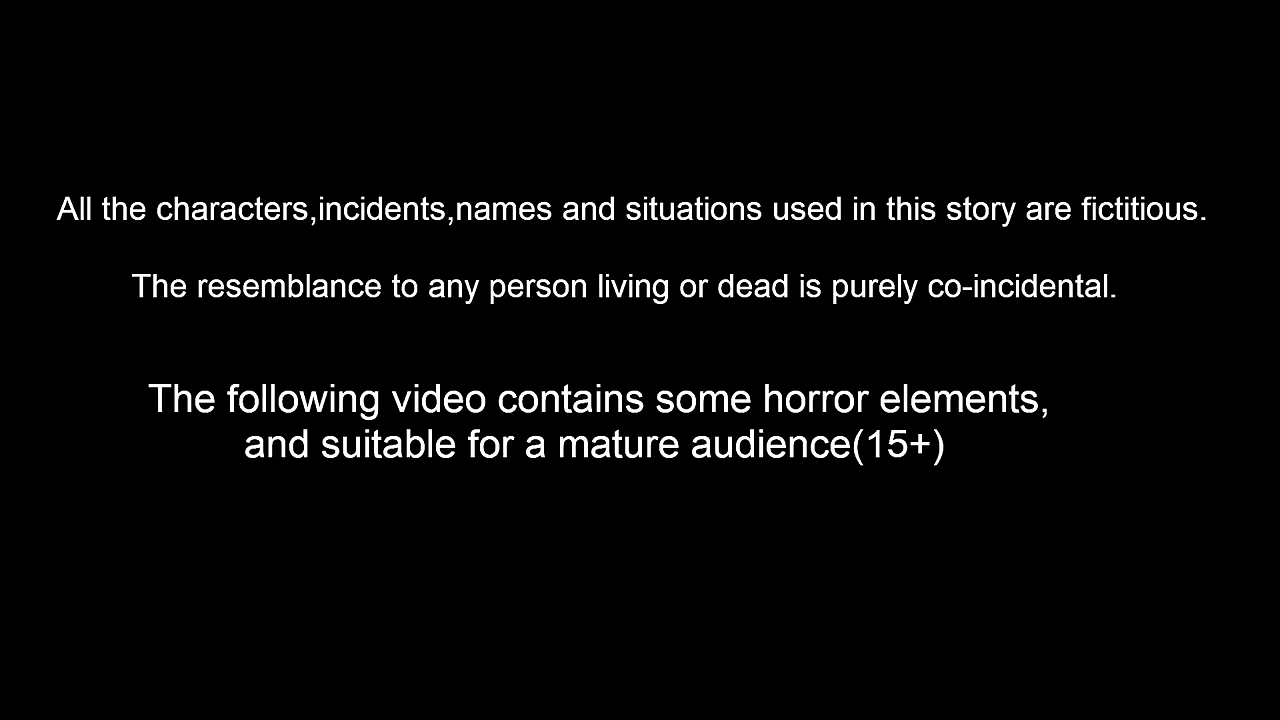 All the characters,incidents,names and situations used in this story are fictitious.
The resemblance to any person living or dead is purely co-incidental.
The following video contains some horror elements,
and suitable for a mature audience(15+)